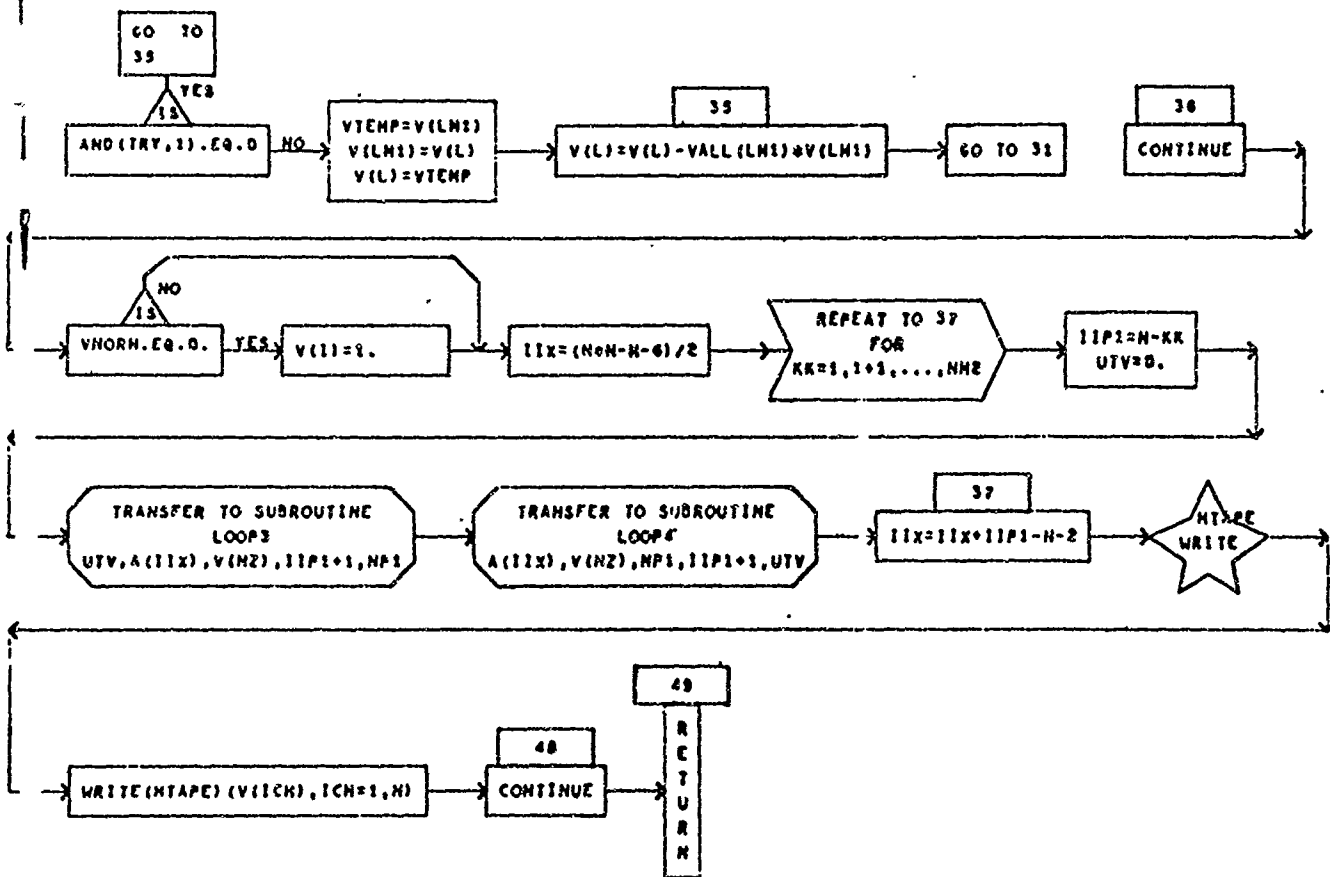 GO TO
35
YES
IS
AND(TRY,1).EQ.0
NO
VTEMP=V(LM1)
V(LM1)=V(L)
V(L)=VTEMP
35
V(L)=V(L)-VALL(LM1)*V(LM1)
GO TO 31
36
CONTINUE
NO
IS
VNORM.EQ.0.
YES
V(I)=1.
IIX=(N*N-N-6)/2
REPEAT TO 37
FOR
KK=1,1+1,...,NM2
IIP1=N-KK
UTV=0.
TRANSFER TO SUBROUTINE
LOOP3
UTV,A(IIX),V(NZ),IIP1+1,NP1
TRANSFER TO SUBROUTINE
LOOP4
A(IIX),V(NZ),NP1,IIP1+1,UTV
37
IIX=IIX+IIP1-N-2
MTAPE
WRITE
49
RETURN
48
WRITE(MTAPE)(V(ICH),ICH=1,N)
CONTINUE